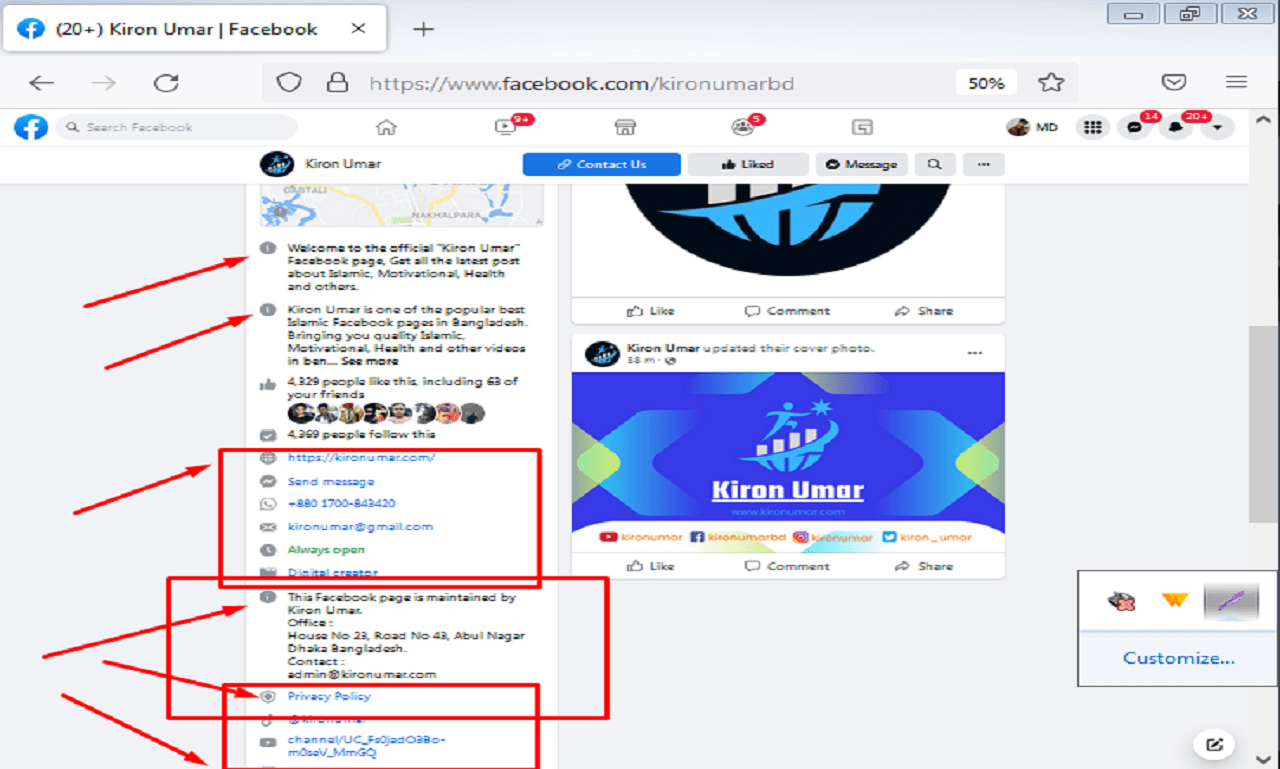 (20+) Kiron Umar | Facebook
https://www.facebook.com/kironumarbd
50%
Search Facebook
9+
5
MD
14
204
Kiron Umar
Contact Us
Liked
Message
NAKHALPARA
Welcome to the official "Kiron Umar"
Facebook page, Get all the latest post
about Islamic, Motivational, Health
and others.
Kiron Umar is one of the popular best
Islamic Facebook pages in Bangladesh.
Bringing you quality Islamic,
Motivational, Health and other videos
in ben... See more
4,329 people like this, including 63 of
your friends
4,369 people follow this
https://kironumar.com/
Send message
+880 1700-843420
kironumar@gmail.com
Always open
Digital creator
This Facebook page is maintained by
Kiron Umar.
Office :
House No 23, Road No 43, Abul Nagar
Dhaka Bangladesh.
Contact :
admin@kironumar.com
Privacy Policy
@kironumar
channel/UC_Fs0jadO3Bo-
m0seV_MmGQ
Like
Comment
Share
Kiron Umar updated their cover photo.
38 m
Kiron Umar
www.kironumar.com
kironumar
kironumarbd
kironumar
kiron_umar
Like
Comment
Share
Customize...